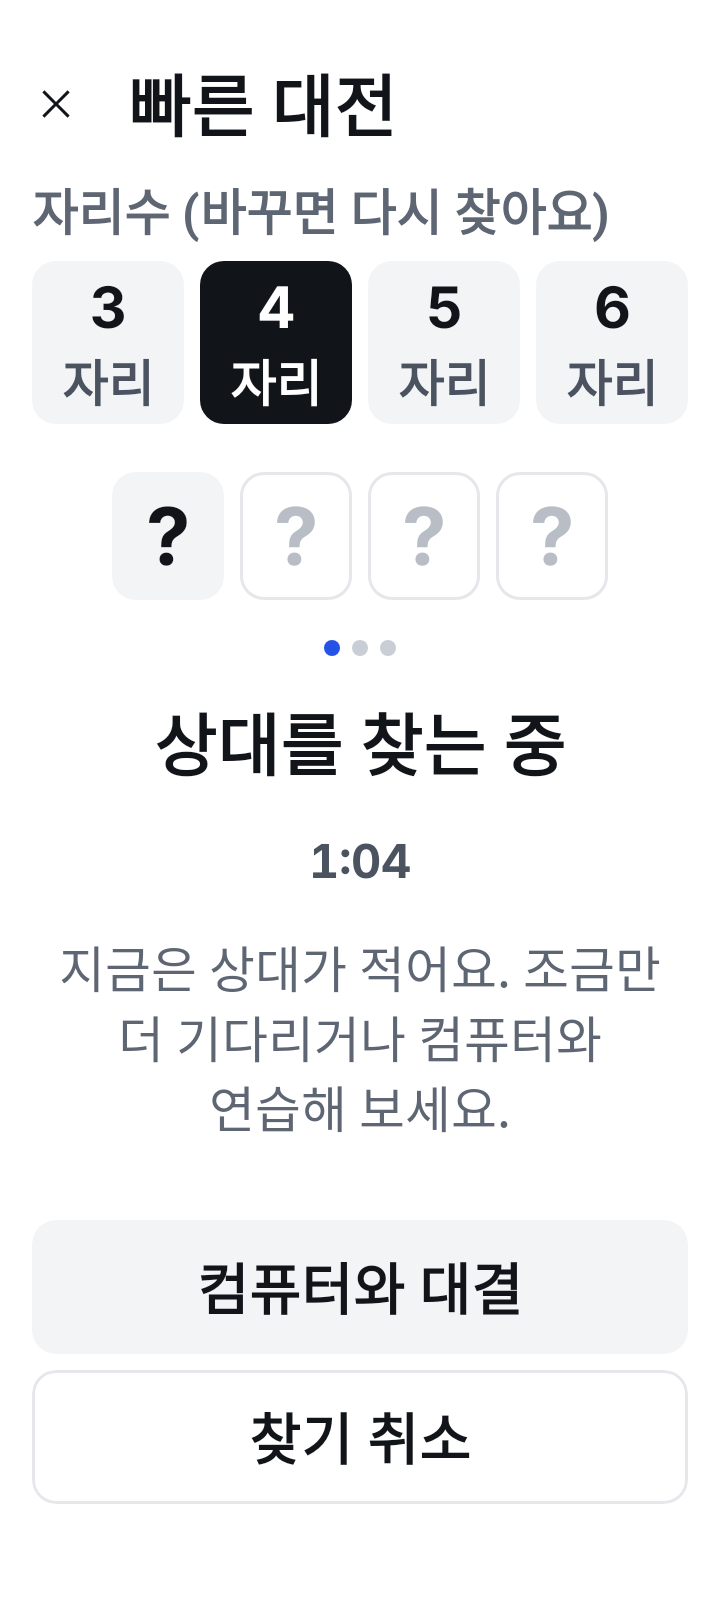 빠른 대전
자리수 (바꾸면 다시 찾아요)
3 4 5 6
자리 자리 자리 자리
? ? ? ?
상대를 찾는 중
1:04
지금은 상대가 적어요. 조금만
더 기다리거나 컴퓨터와
연습해 보세요.
컴퓨터와 대결
찾기 취소